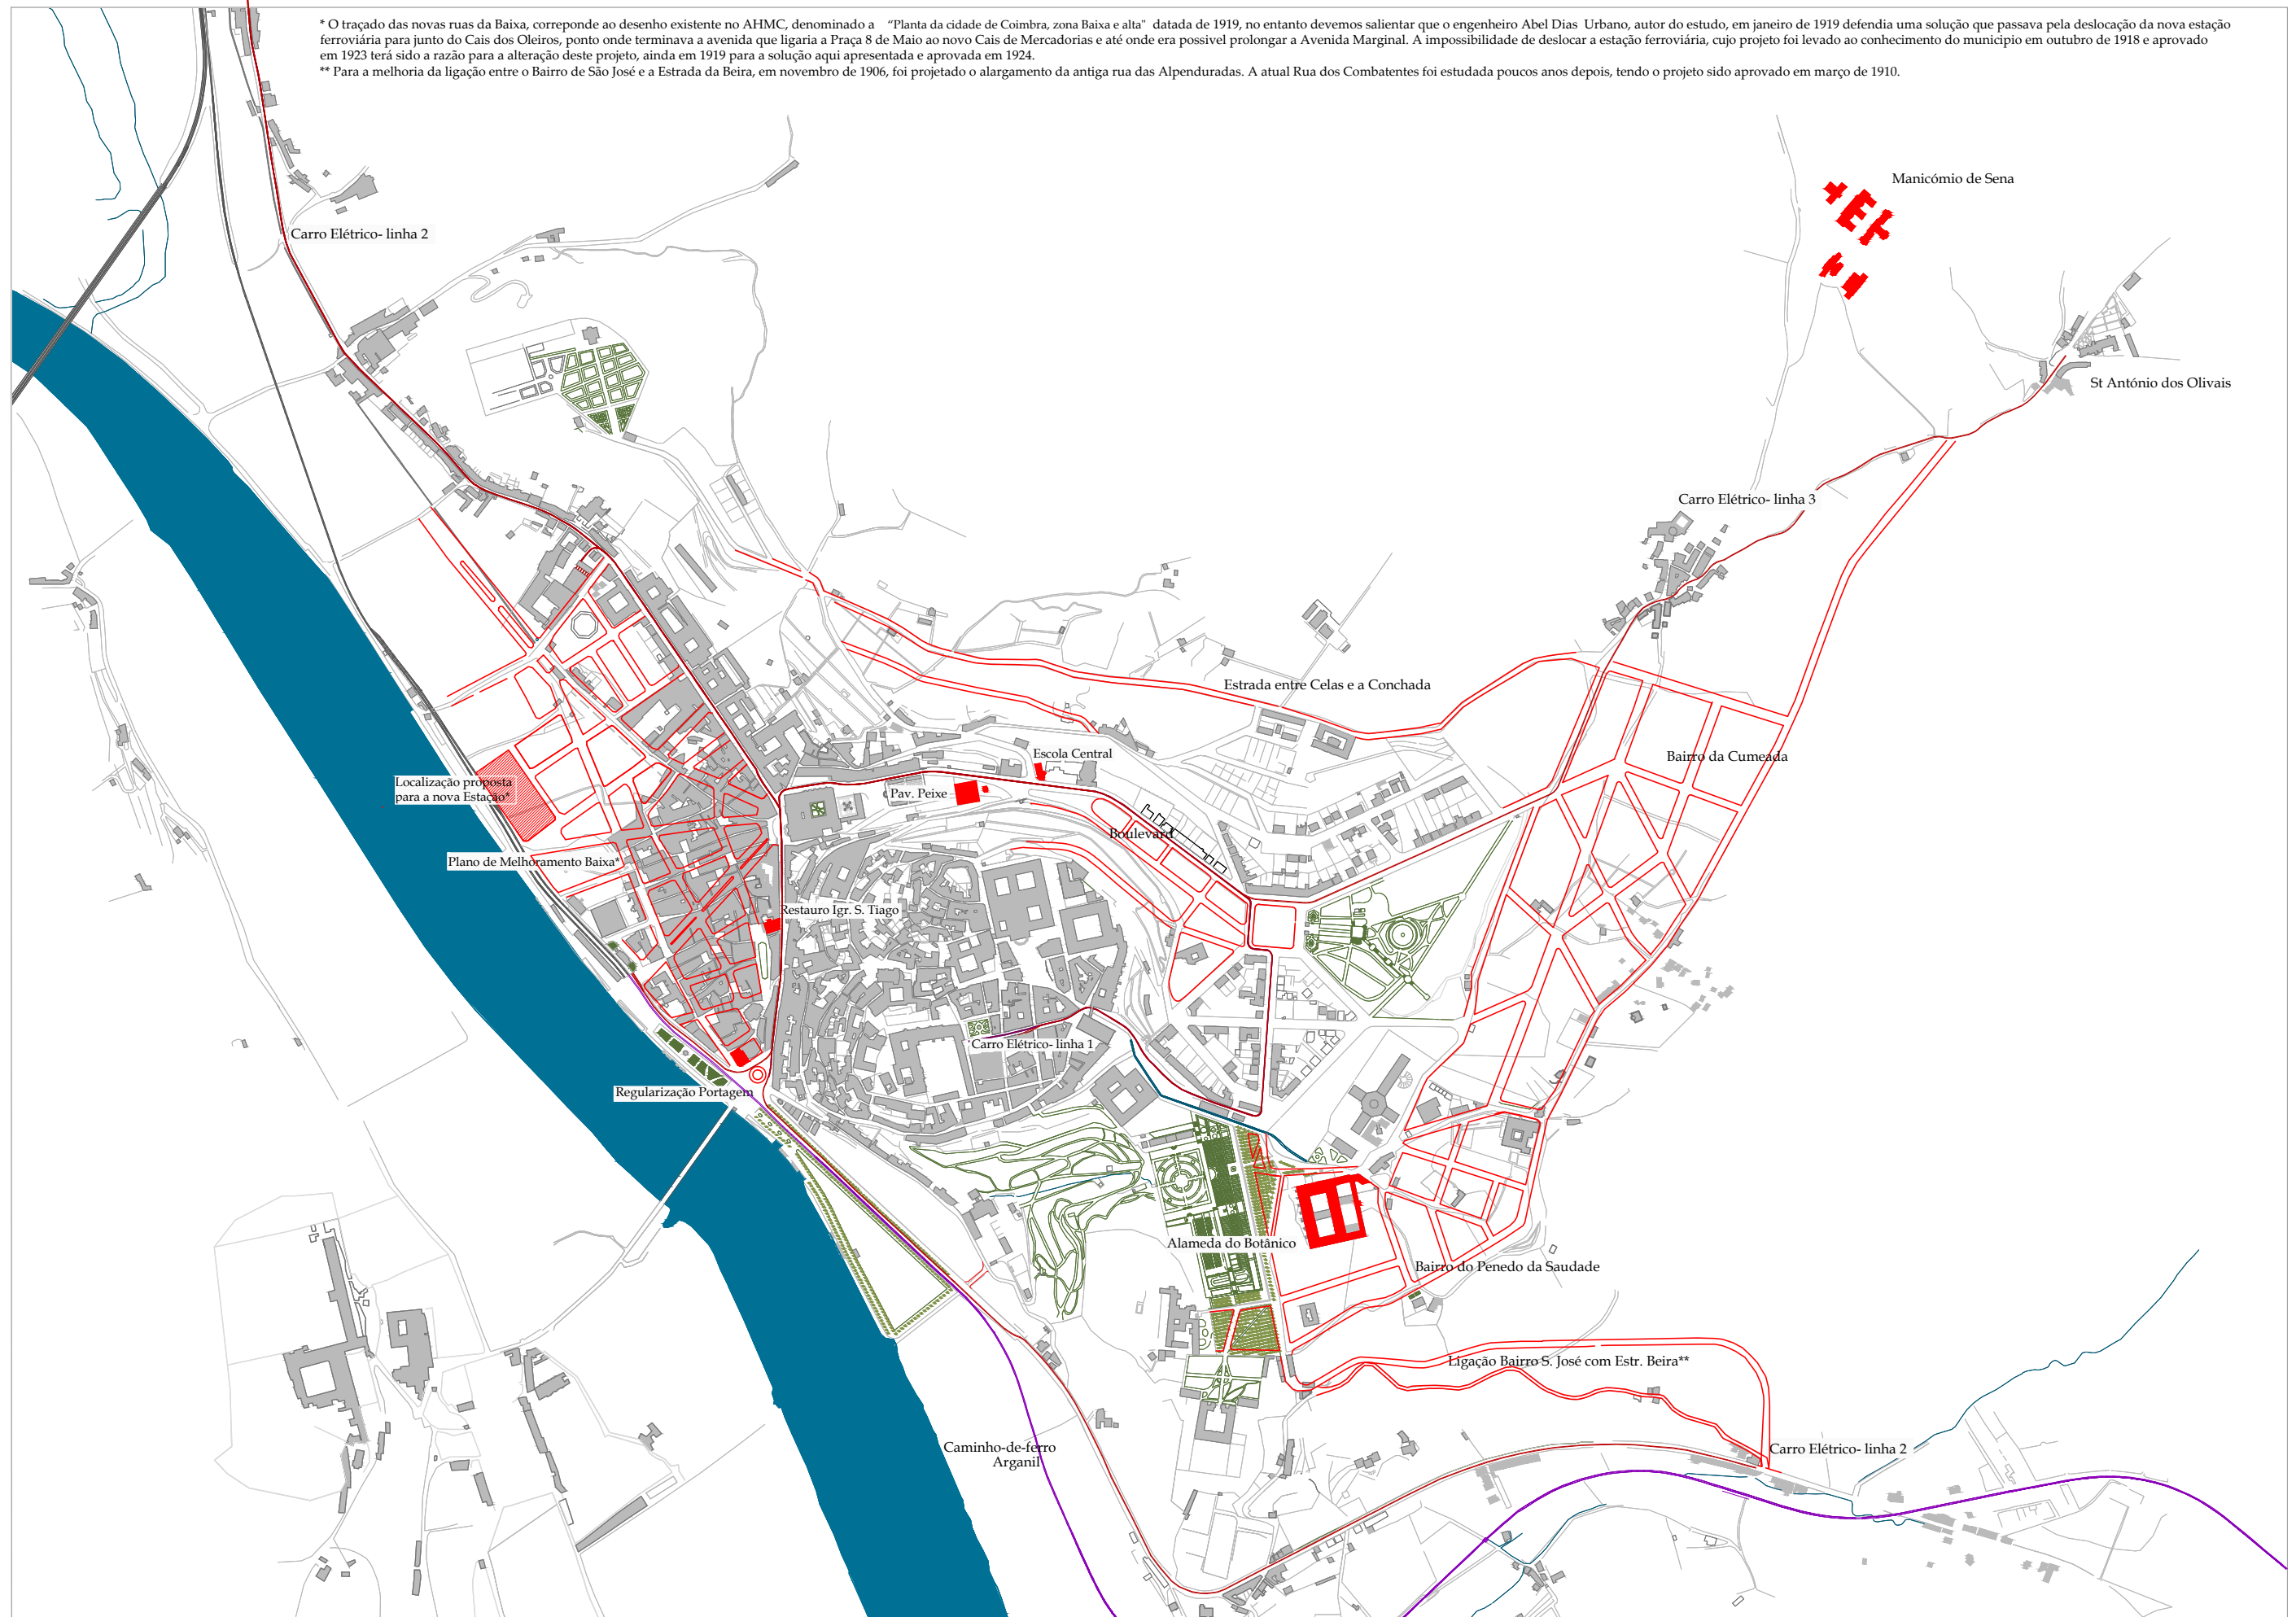 * O traçado das novas ruas da Baixa, correponde ao desenho existente no AHMC, denominado a “Planta da cidade de Coimbra, zona Baixa e alta" datada de 1919, no entanto devemos salientar que o engenheiro Abel Dias Urbano, autor do estudo, em janeiro de 1919 defendia uma solução que passava pela deslocação da nova estação
ferroviária para junto do Cais dos Oleiros, ponto onde terminava a avenida que ligaria a Praça 8 de Maio ao novo Cais de Mercadorias e até onde era possivel prolongar a Avenida Marginal. A impossibilidade de deslocar a estação ferroviária, cujo projeto foi levado ao conhecimento do municipio em outubro de 1918 e aprovado
em 1923 terá sido a razão para a alteração deste projeto, ainda em 1919 para a solução aqui apresentada e aprovada em 1924.
** Para a melhoria da ligação entre o Bairro de São José e a Estrada da Beira, em novembro de 1906, foi projetado o alargamento da antiga rua das Alpenduradas. A atual Rua dos Combatentes foi estudada poucos anos depois, tendo o projeto sido aprovado em março de 1910.
Manicómio de Sena
Carro Elétrico- linha 2
St António dos Olivais
Carro Elétrico- linha 3
Estrada entre Celas e a Conchada
Escola Central
Bairro da Cumeada
Localização proposta
para a nova Estação*
Pav. Peixe
Boulevard
Plano de Melhoramento Baixa*
Restauro Igr. S. Tiago
Carro Elétrico- linha 1
Regularização Portagem
Alameda do Botânico
Bairro do Penedo da Saudade
Ligação Bairro S. José com Estr. Beira**
Caminho-de-ferro
Arganil
Carro Elétrico- linha 2